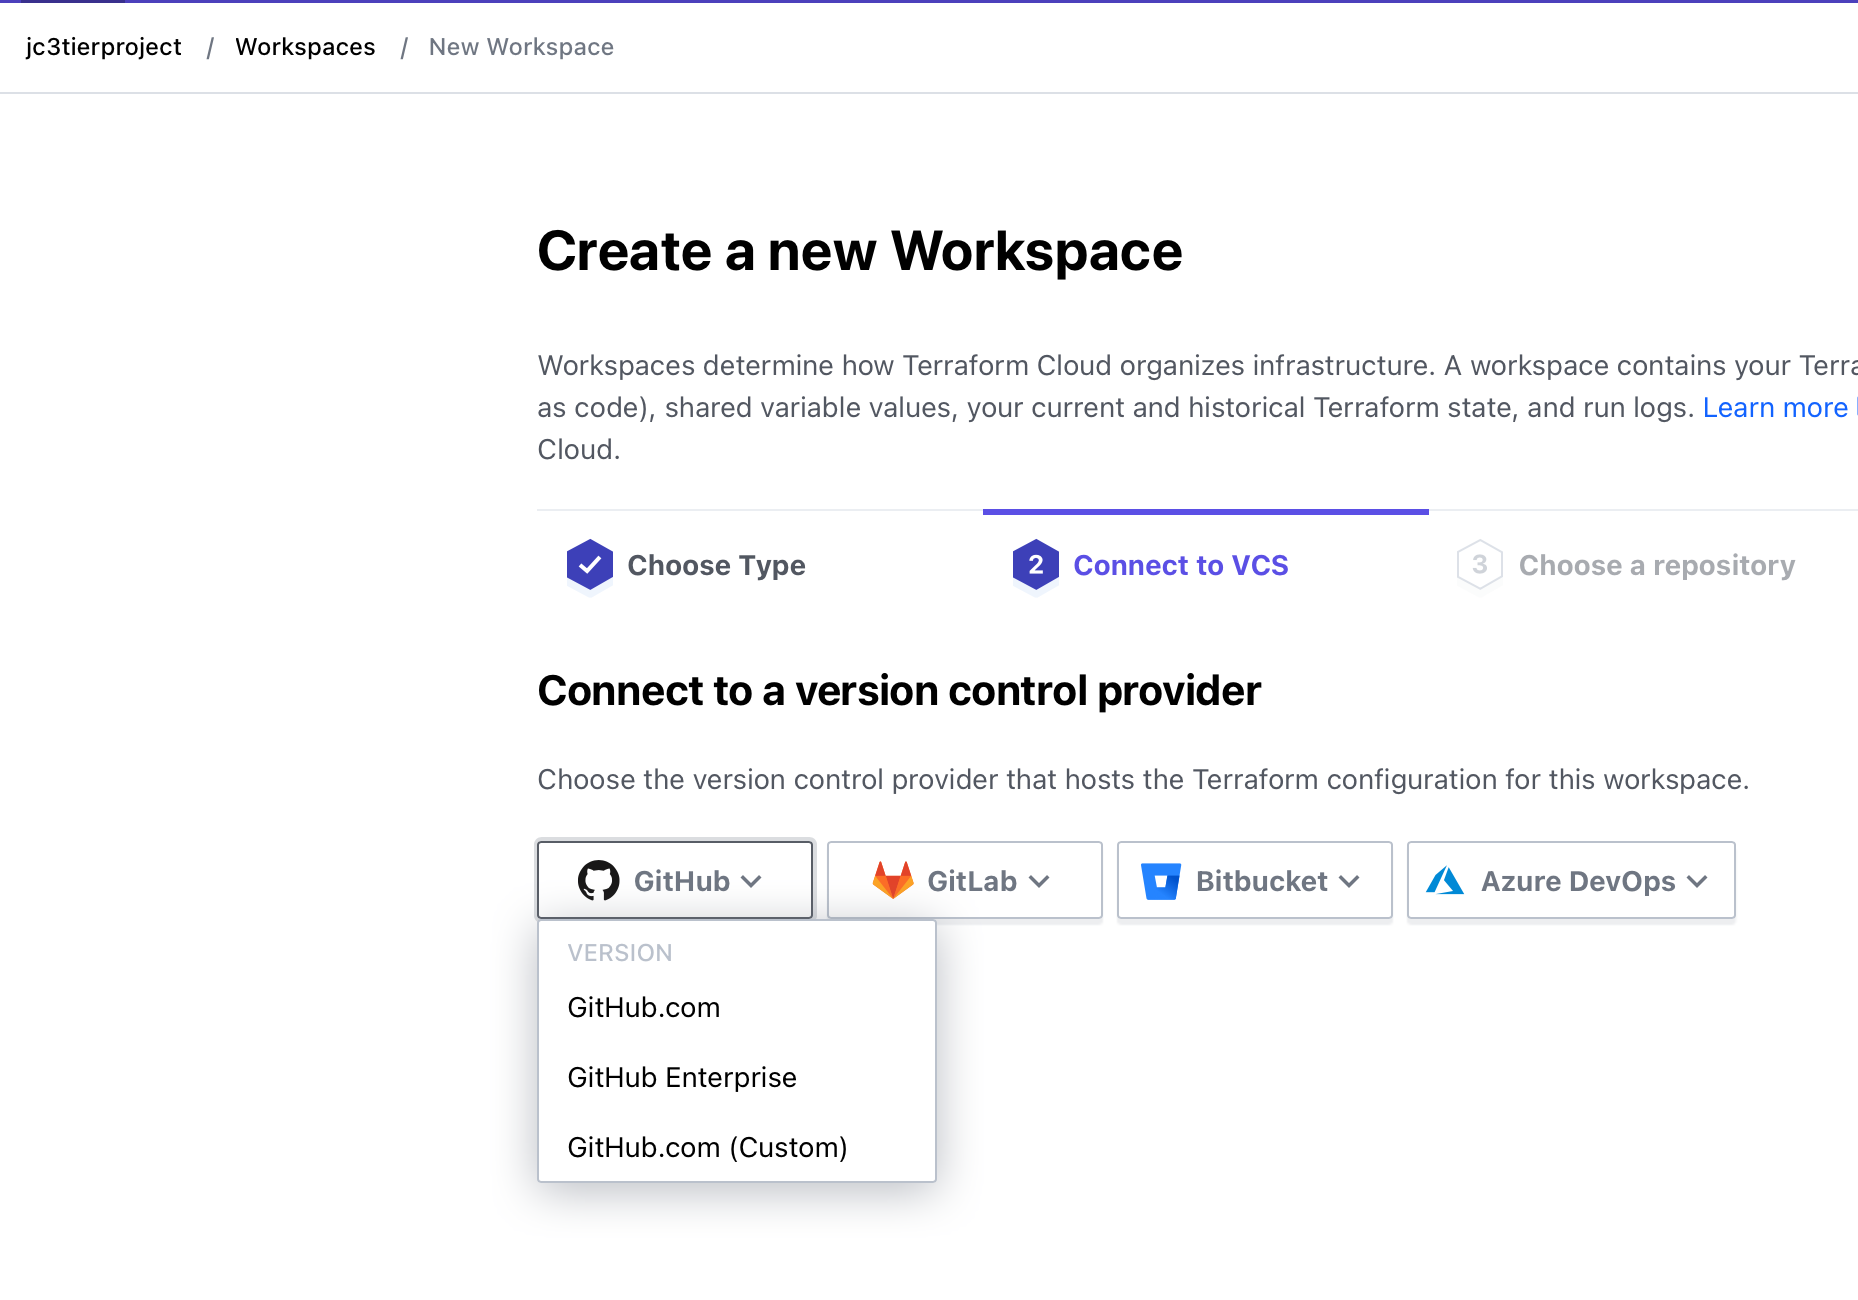 jc3tierproject / Workspaces / New Workspace
Create a new Workspace
Workspaces determine how Terraform Cloud organizes infrastructure. A workspace contains your
as code), shared variable values, your current and historical Terraform state, and run logs. Learn more
Cloud.
Choose Type
2 Connect to VCS
3 Choose a repository
Connect to a version control provider
Choose the version control provider that hosts the Terraform configuration for this workspace.
GitHub GitLab Bitbucket Azure DevOps
VERSION
GitHub.com
GitHub Enterprise
GitHub.com (Custom)